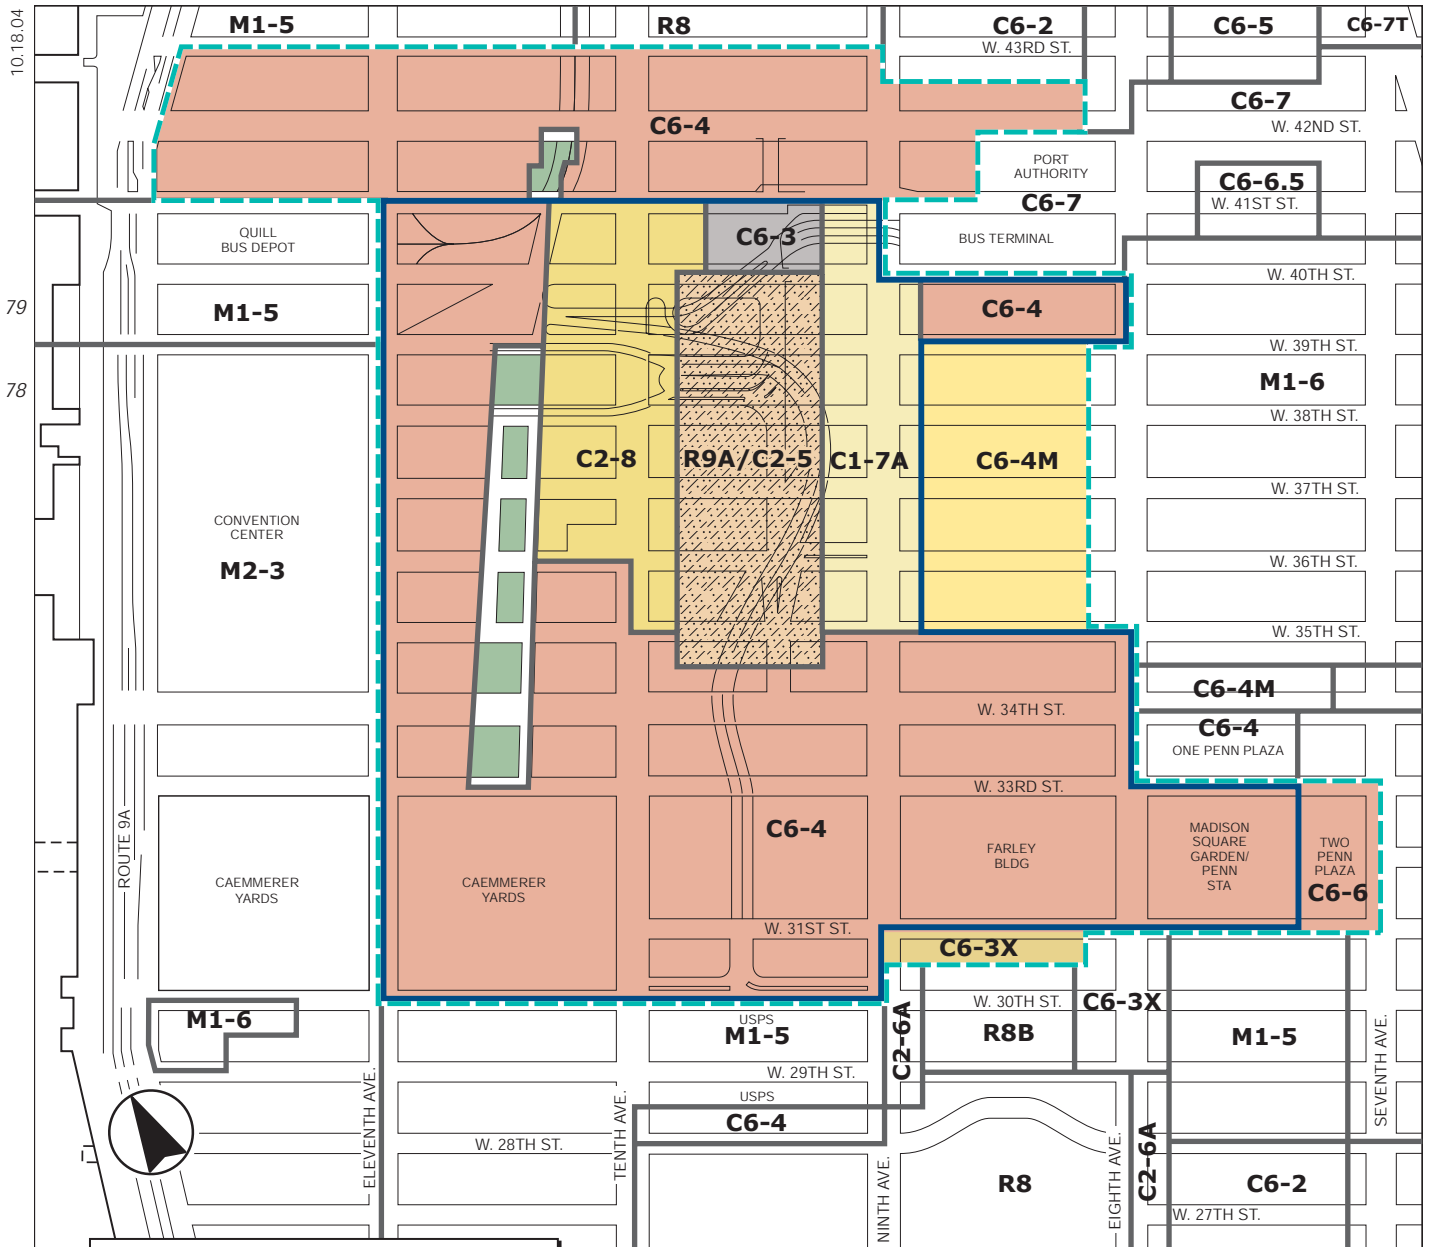 10.18.04
M1-5
R8
C6-2
C6-5
C6-7T
W. 43RD ST.
C6-7
C6-4
W. 42ND ST.
PORT
AUTHORITY
C6-6.5
C6-7
W. 41ST ST.
QUILL
BUS DEPOT
C6-3
BUS TERMINAL
W. 40TH ST.
79
M1-5
C6-4
W. 39TH ST.
78
M1-6
W. 38TH ST.
C2-8
R9A/C2-5
C1-7A
C6-4M
W. 37TH ST.
CONVENTION
CENTER
M2-3
W. 36TH ST.
W. 35TH ST.
C6-4M
W. 34TH ST.
C6-4
ONE PENN PLAZA
W. 33RD ST.
ROUTE 9A
C6-4
FARLEY
BLDG
MADISON
SQUARE
GARDEN/
PENN
STA
TWO
PENN
PLAZA
C6-6
CAEMMERER
YARDS
CAEMMERER
YARDS
W. 31ST ST.
C6-3X
M1-6
W. 30TH ST.
C6-3X
USPS
M1-5
C2-6A
R8B
M1-5
SEVENTH AVE.
W. 29TH ST.
USPS
C6-4
ELEVENTH AVE.
W. 28TH ST.
TENTH AVE.
NINTH AVE.
R8
EIGHTH AVE.
C2-6A
C6-2
W. 27TH ST.